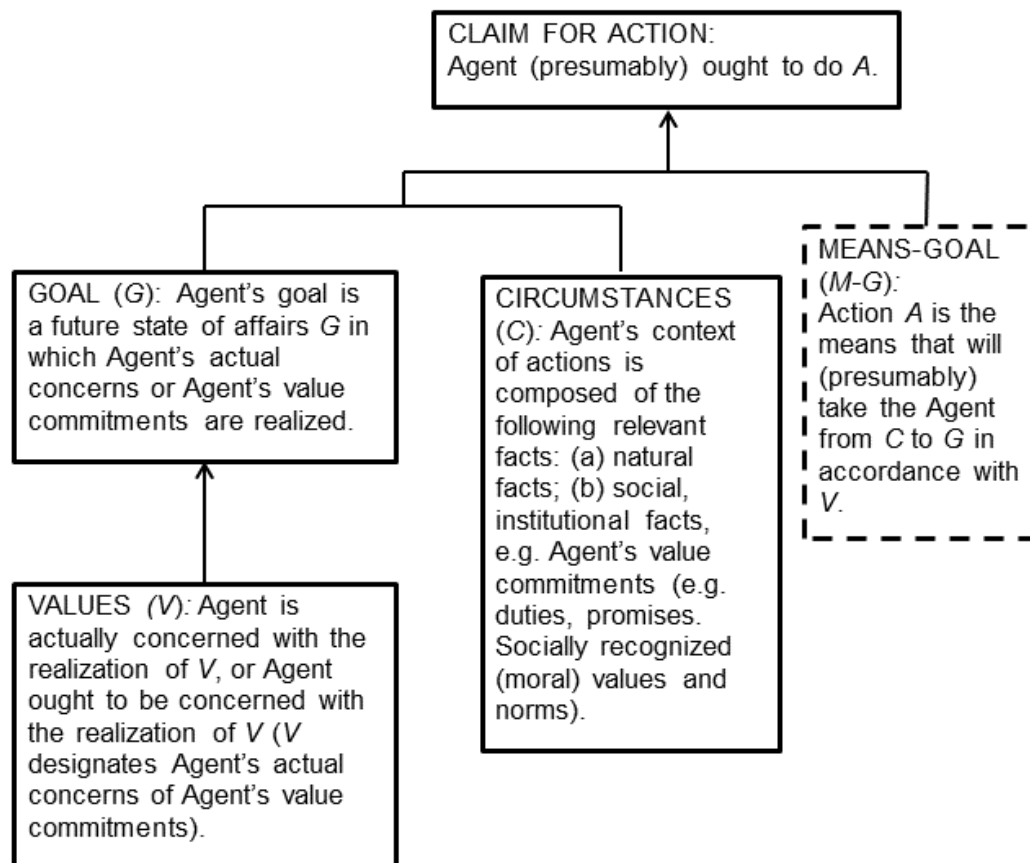 CLAIM FOR ACTION:
Agent (presumably) ought to do A.
GOAL (G): Agent's goal is
a future state of affairs G in
which Agent's actual
concerns or Agent's value
commitments are realized.
CIRCUMSTANCES
(C): Agent's context
of actions is
composed of the
following relevant
facts: (a) natural
facts; (b) social,
institutional facts,
e.g. Agent's value
commitments (e.g.
duties, promises.
Socially recognized
(moral) values and
norms).
MEANS-GOAL
(M-G):
Action A is the
means that will
(presumably)
take the Agent
from C to G in
accordance with
V.
VALUES (V): Agent is
actually concerned with the
realization of V, or Agent
ought to be concerned with
the realization of V (V
designates Agent's actual
concerns of Agent's value
commitments).